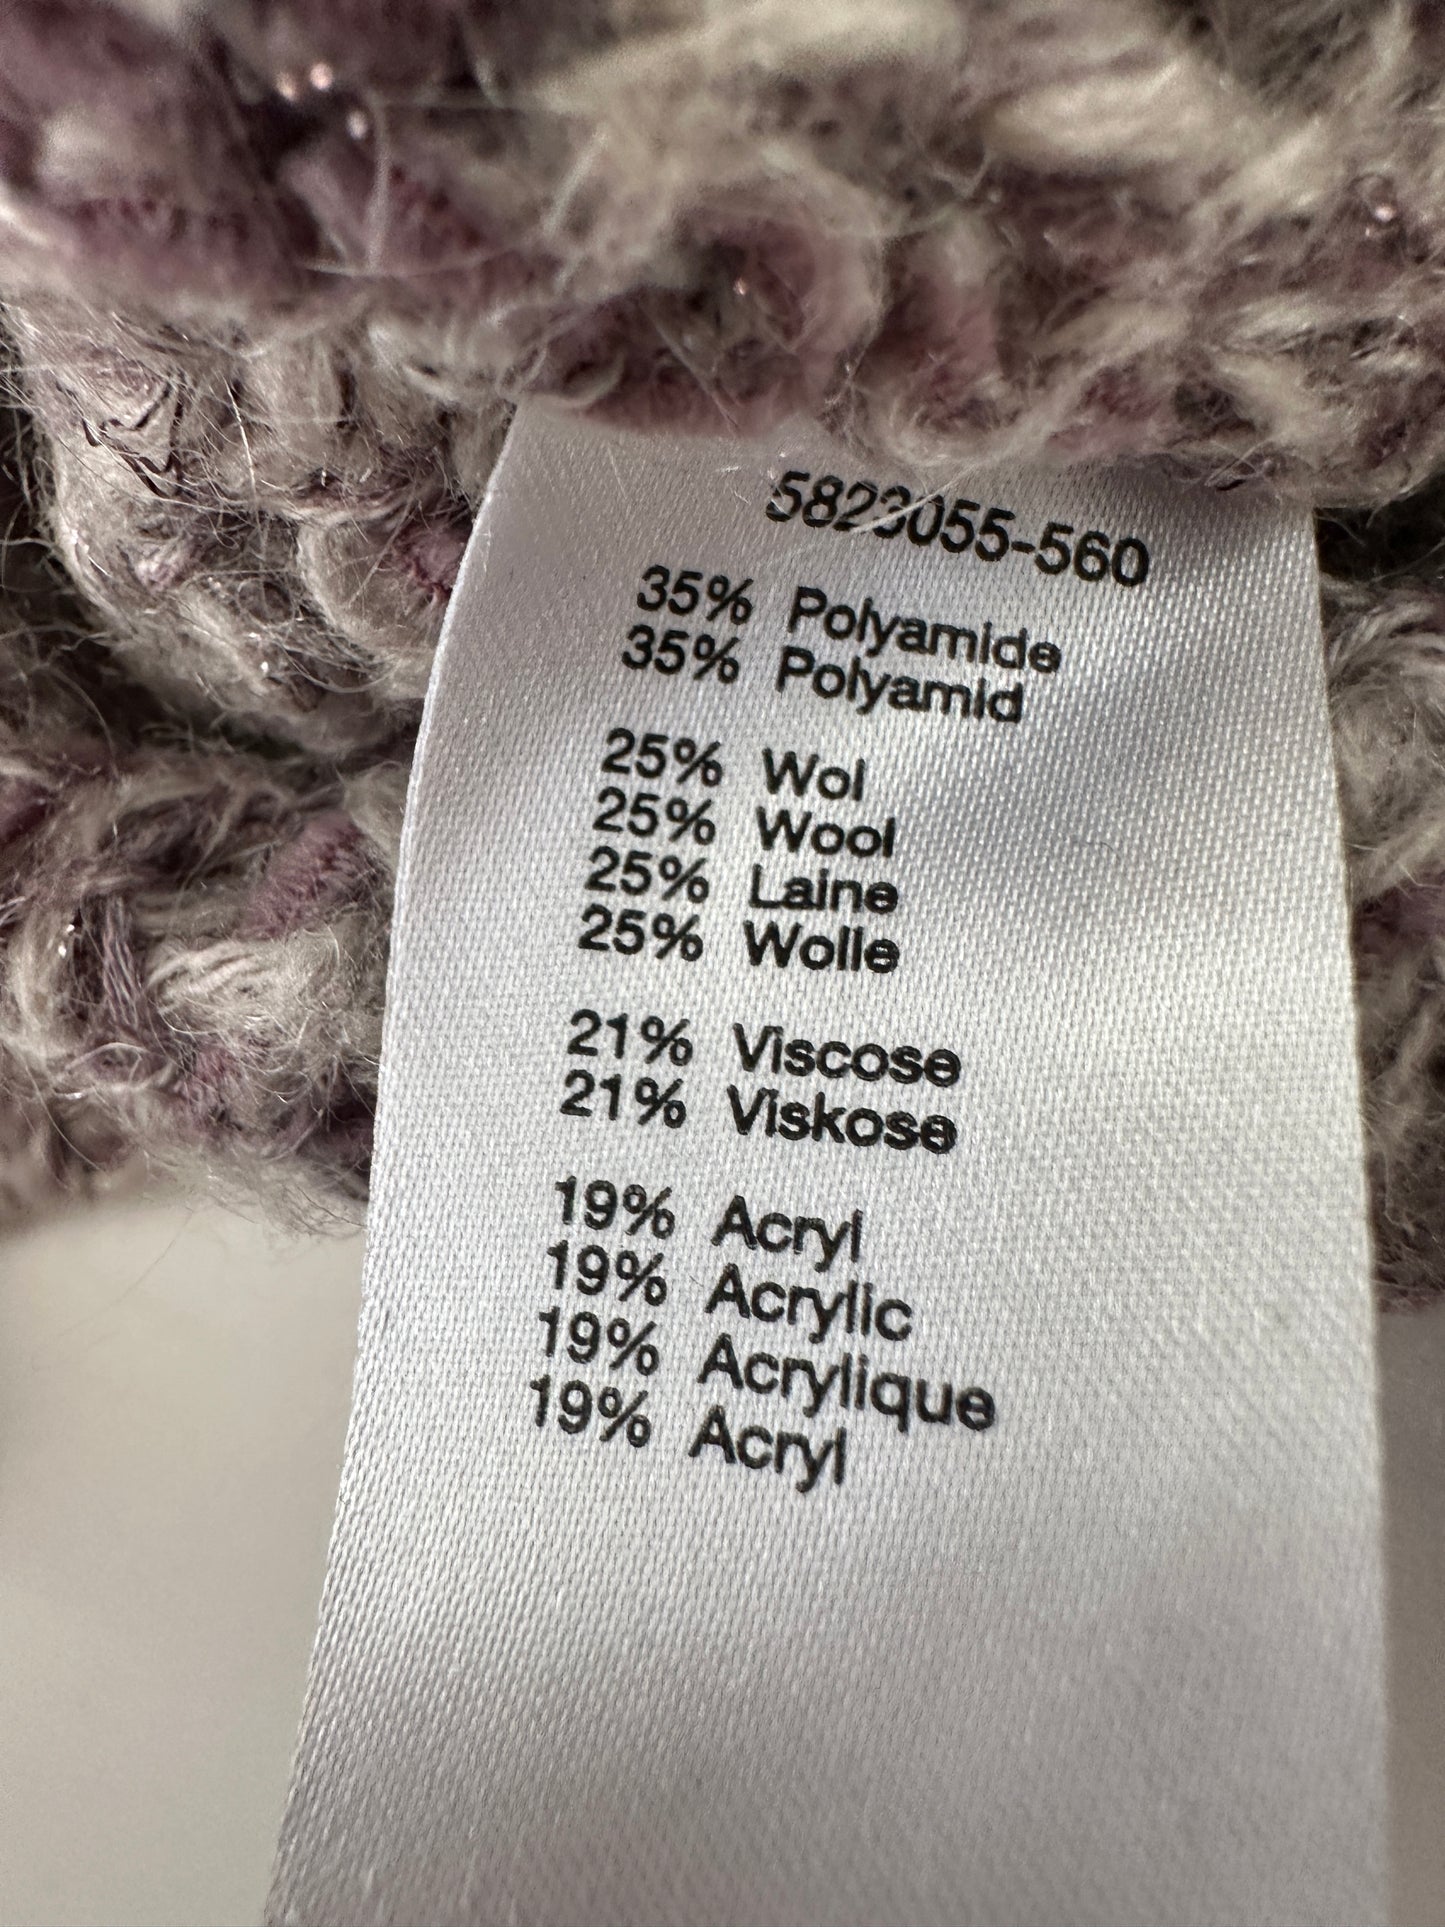 5823055-560
35% Polyamide
35% Polyamid
25% Wol
25% Wool
25% Laine
25% Wolle
21% Viscose
21% Viskose
19% Acryl
19% Acrylic
19% Acrylique
19% Acryl